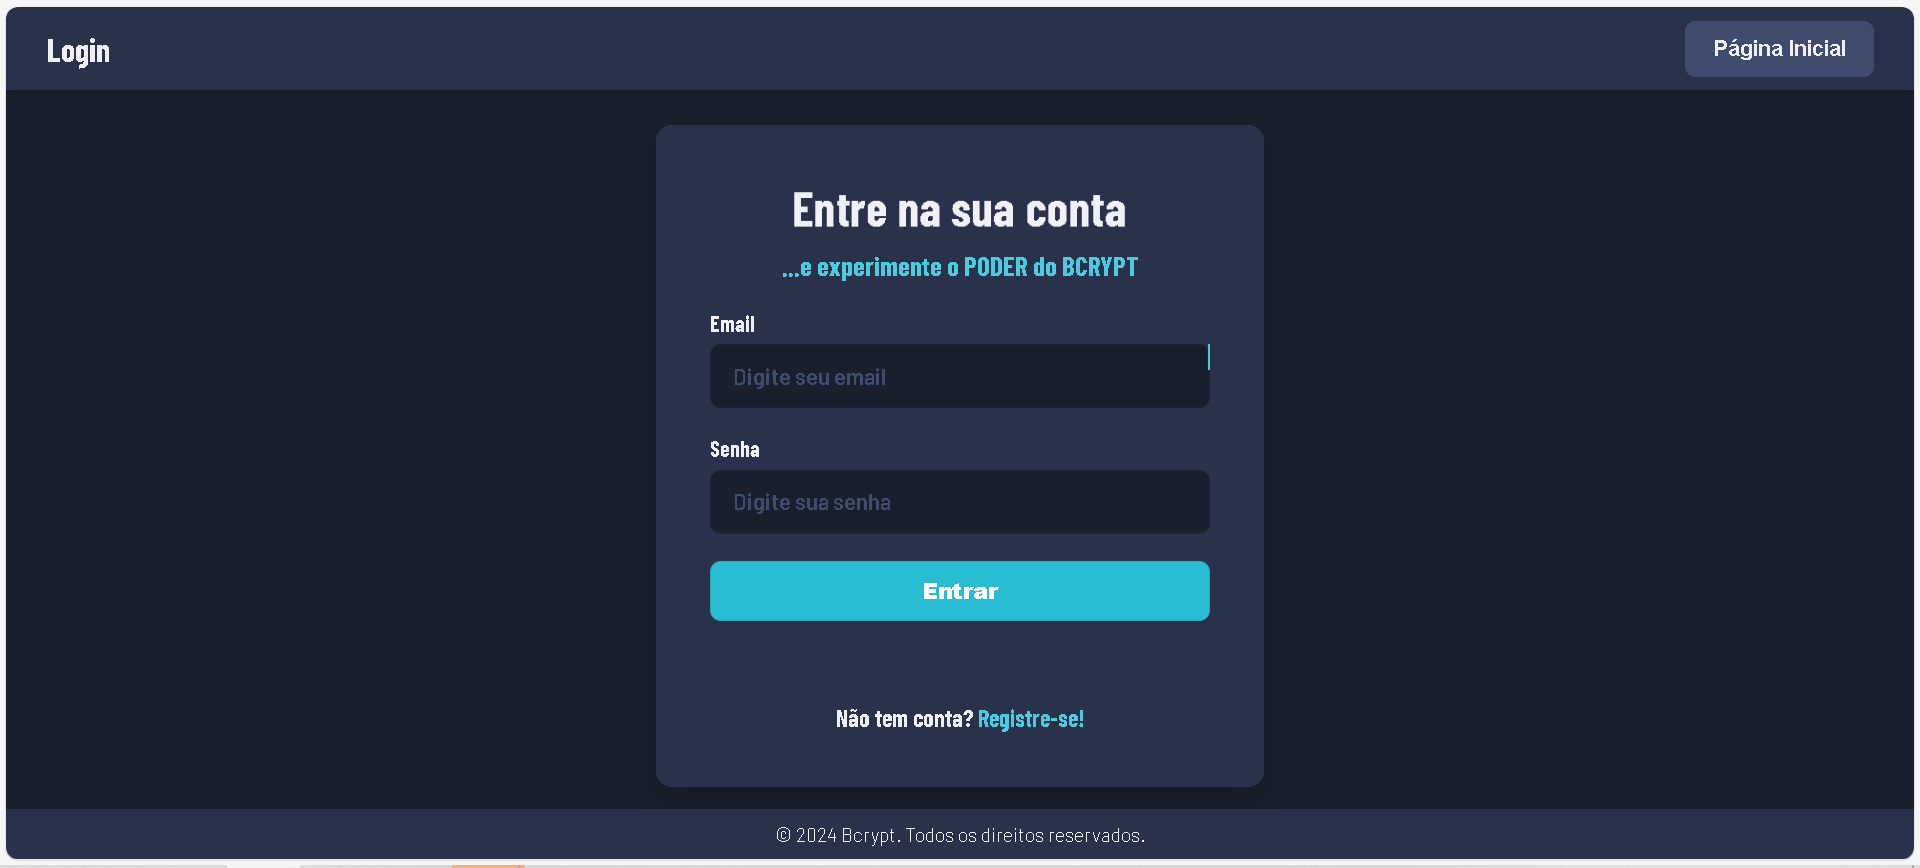 Login
Página Inicial
Entre na sua conta
...e experimente o PODER do BCRYPT
Email
Digite seu email
Senha
Digite sua senha
Entrar
Não tem conta? Registre-se!
© 2024 Bcrypt. Todos os direitos reservados.